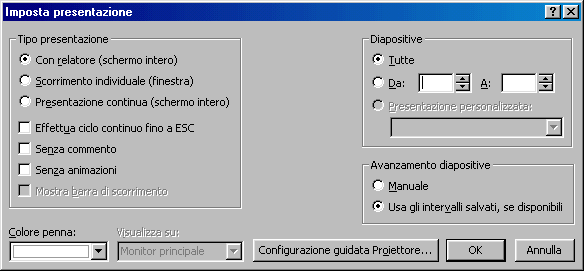 Imposta presentazione
Tipo presentazione
Con relatore (schermo intero)
Scorrimento individuale (finestra)
Presentazione continua (schermo intero)
Effettua ciclo continuo fino a ESC
Senza commento
Senza animazioni
Mostra barra di scorrimento
Diapositive
Tutte
Da: A:
Presentazione personalizzata:
Avanzamento diapositive
Manuale
Usa gli intervalli salvati, se disponibili
Colore penna: Visualizza su:
Monitor principale Configurazione guidata Proiettore... OK Annulla